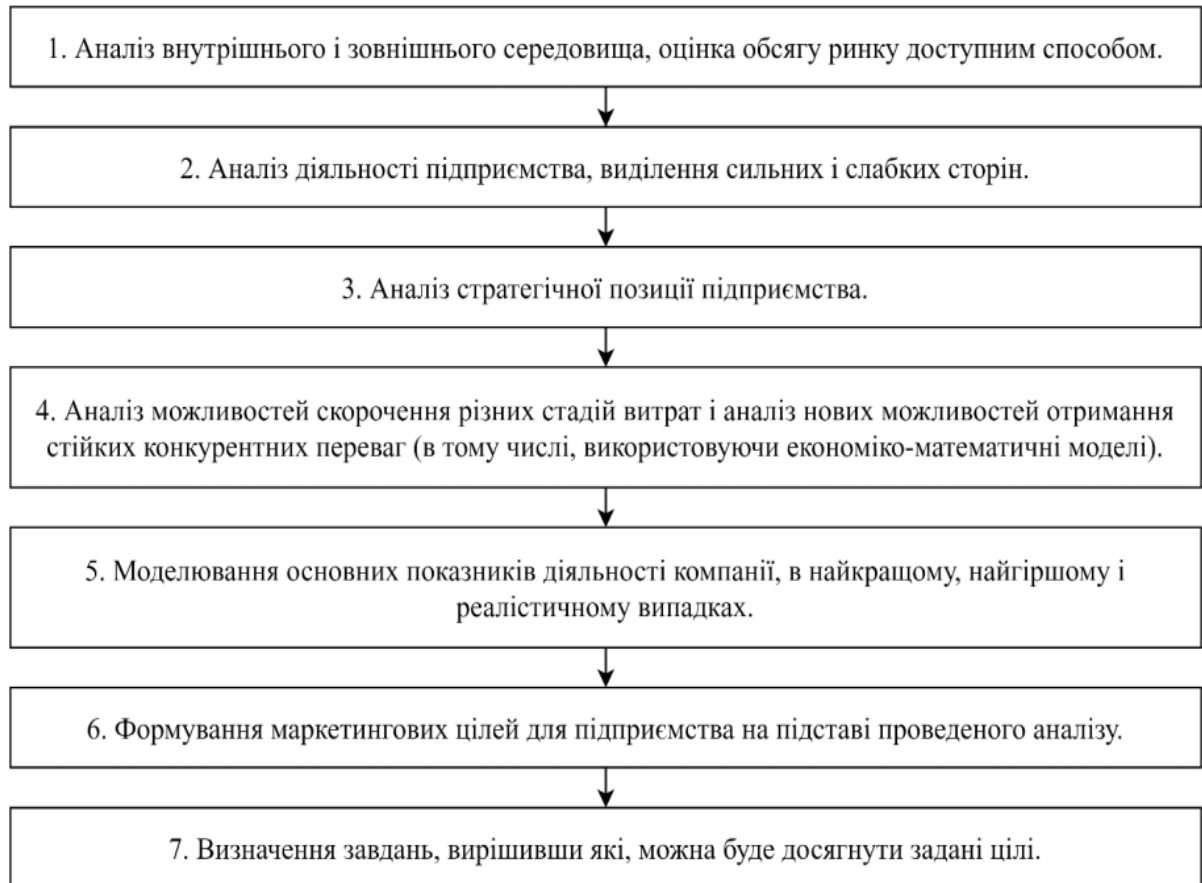 1. Аналіз внутрішнього і зовнішнього середовища, оцінка обсягу ринку доступним способом.
2. Аналіз діяльності підприємства, виділення сильних і слабких сторін.
3. Аналіз стратегічної позиції підприємства.
4. Аналіз можливостей скорочення різних стадій витрат і аналіз нових можливостей отримання
стійких конкурентних переваг (в тому числі, використовуючи економіко-математичні моделі).
5. Моделювання основних показників діяльності компанії, в найкращому, найгіршому і
реалістичному випадках.
6. Формування маркетингових цілей для підприємства на підставі проведеного аналізу.
7. Визначення завдань, вирішивши які, можна буде досягнути задані цілі.